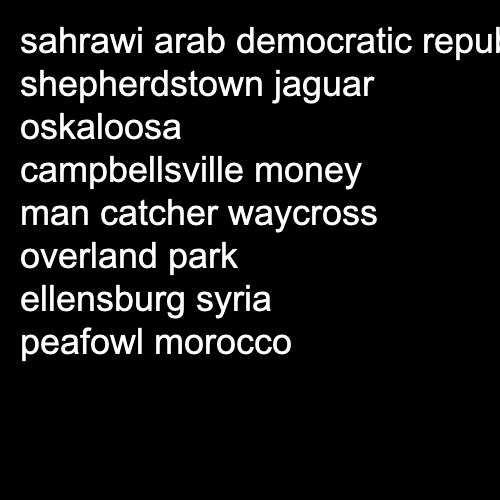 sahrawi arab democratic repub
shepherdstown jaguar
oskaloosa
campbellsville money
man catcher waycross
overland park
ellensburg syria
peafowl morocco